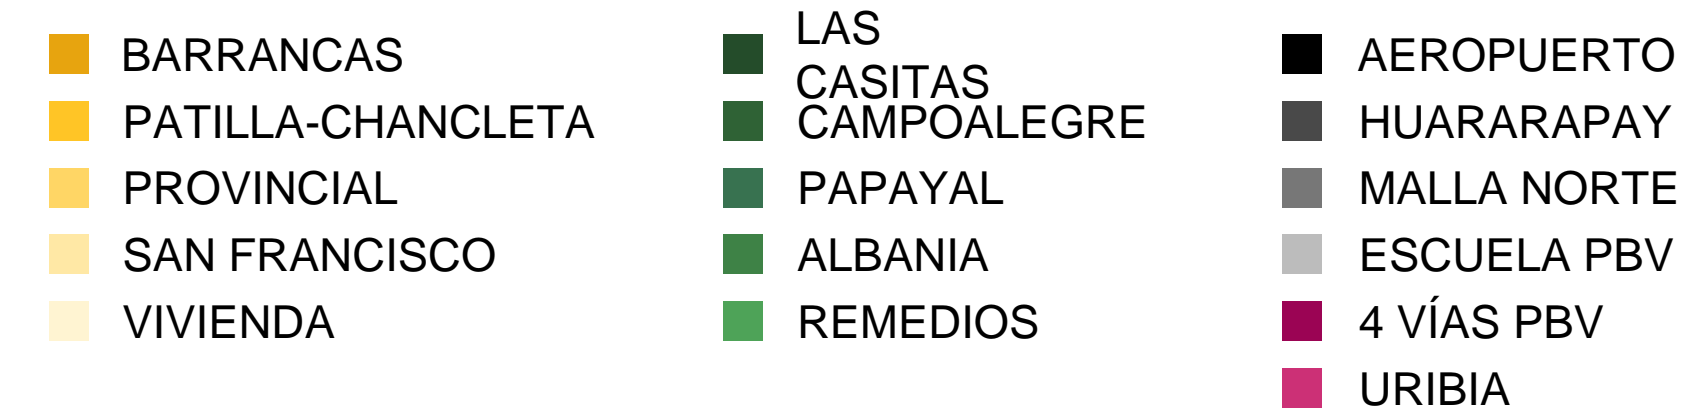 BARRANCAS
PATILLA-CHANCLETA
PROVINCIAL
SAN FRANCISCO
VIVIENDA
LAS
CASITAS
CAMPOALEGRE
PAPAYAL
ALBANIA
REMEDIOS
AEROPUERTO
HUARARAPAY
MALLA NORTE
ESCUELA PBV
4 VÍAS PBV
URIBIA